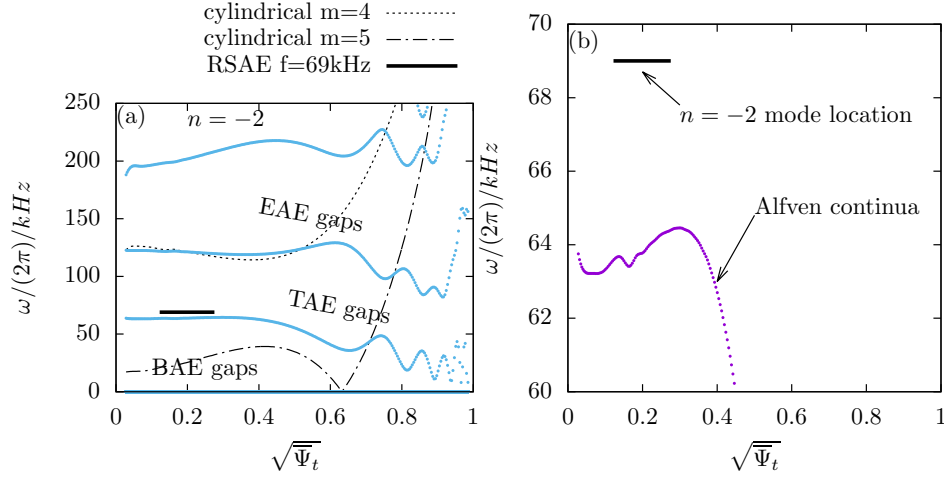 cylindrical m=4
cylindrical m=5
RSAE f=69kHz
(a)
n = −2
EAE gaps
TAE gaps
BAE gaps
250
200
150
100
50
0
ω/(2π)/kHz
0 0.2 0.4 0.6 0.8 1
√Ψ̅t
(b)
n = −2 mode location
Alfven continua
70
68
66
64
62
60
ω/(2π)/kHz
0 0.2 0.4 0.6 0.8 1
√Ψ̅t